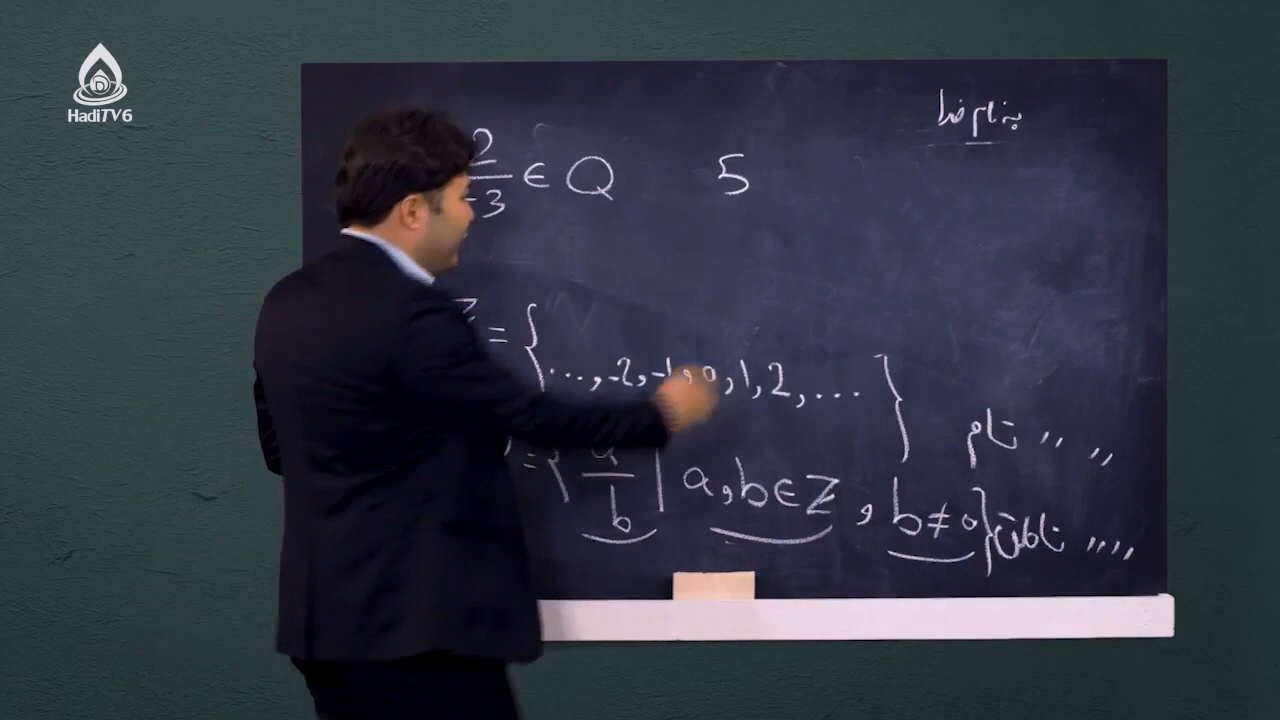 HadiTV6
به نام خدا
2/-3 ∈ Q 5
Z = {..., -2, -1, 0, 1, 2, ...} تام 〃 〃
= { a/b | a, b ∈ Z, b ≠ 0 } ناطق 〃 〃